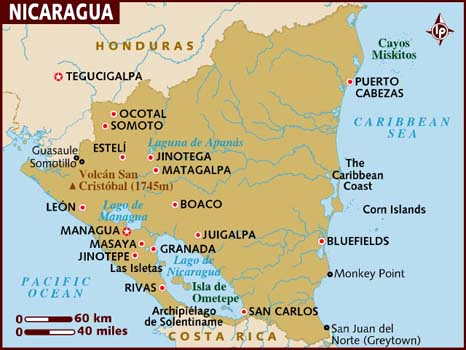 NICARAGUA
LP
HONDURAS
Cayos
Miskitos
TEGUCIGALPA
PUERTO
CABEZAS
OCOTAL
SOMOTO
CARIBBEAN
SEA
Laguna de Apanás
ESTELÍ
JINOTEGA
Guasaule
Somotillo
MATAGALPA
Volcán San
Cristóbal (1745m)
The
Caribbean
Coast
LEÓN
Lago de
Managua
BOACO
Corn Islands
MANAGUA
JUIGALPA
BLUEFIELDS
MASAYA
GRANADA
JINOTEPE
Las Isletas
Lago de
Nicaragua
Monkey Point
PACIFIC
OCEAN
RIVAS
Isla de
Ometepe
Archipiélago
de Solentiname
SAN CARLOS
0 60 km
0 40 miles
San Juan del
Norte (Greytown)
COSTA RICA